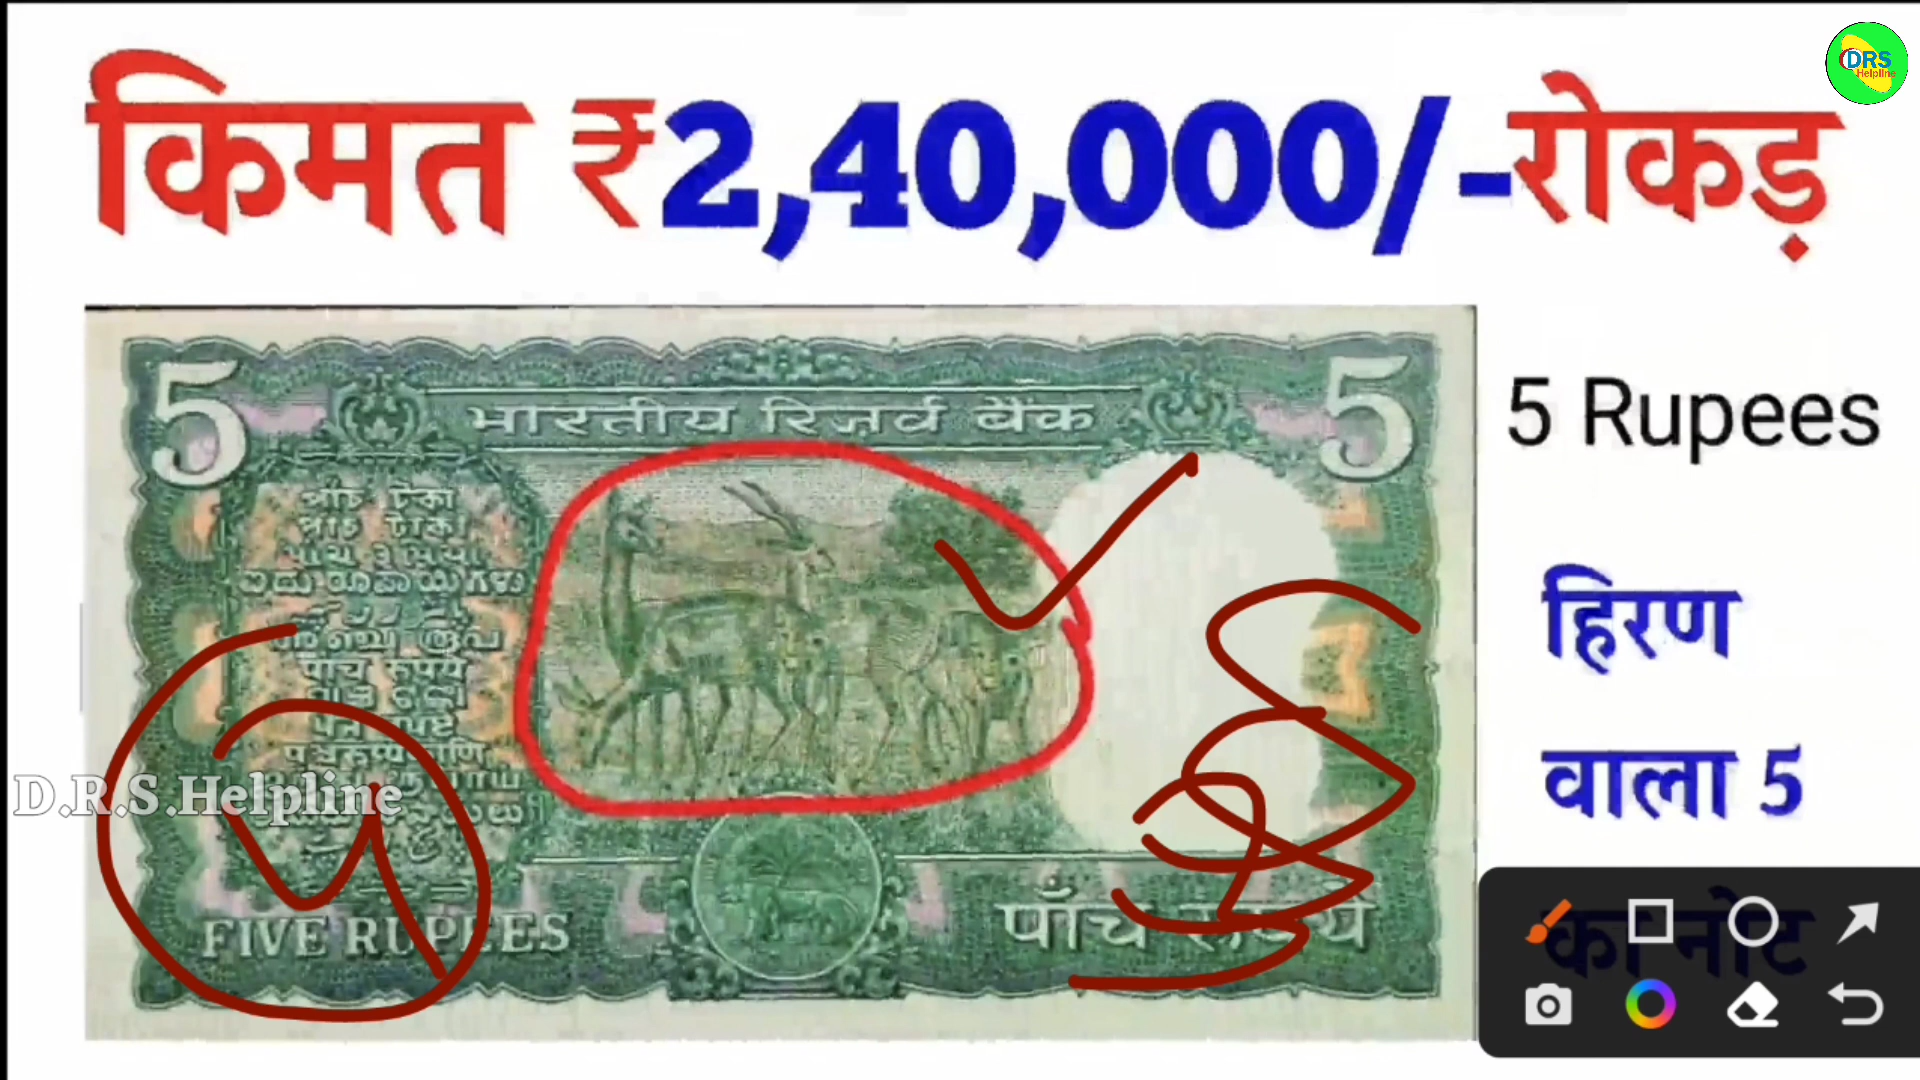 DRS
Helpline
किमत ₹2,40,000/-रोकड़
5 5
भारतीय रिज़र्व बैंक
5 Rupees
हिरण
वाला 5
का नोट
D.R.S.Helpline
FIVE RUPEES
पाँच रुपये